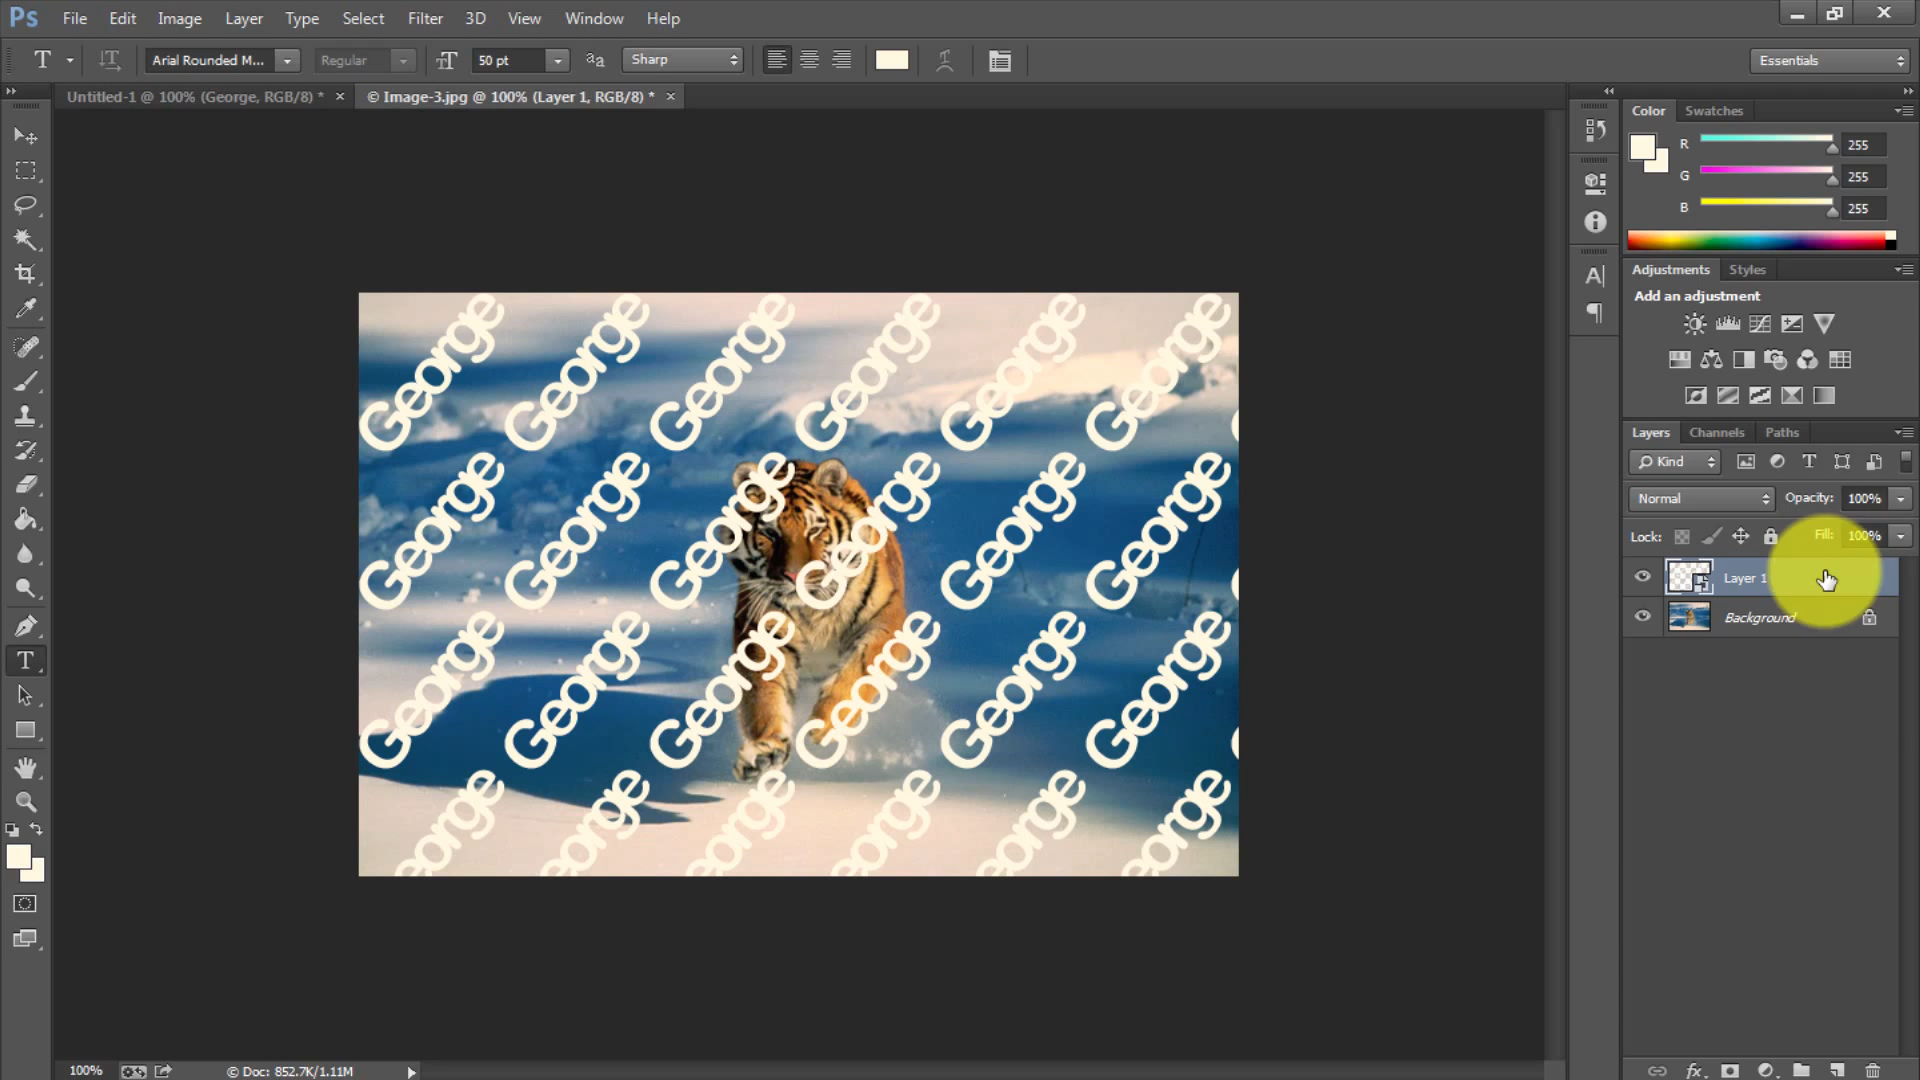 Ps File Edit Image Layer Type Select Filter 3D View Window Help
T Arial Rounded M... Regular 50 pt aa Sharp Essentials
Untitled-1 @ 100% (George, RGB/8) * × © Image-3.jpg @ 100% (Layer 1, RGB/8) * ×
Color Swatches
R 255
G 255
B 255
Adjustments Styles
Add an adjustment
Layers Channels Paths
Kind
Normal Opacity: 100%
Lock: Fill: 100%
Layer 1
Background
George George George George George George
George George George George George George
George George George George George George
George George George George George George
100% © Doc: 852.7K/1.11M
fx